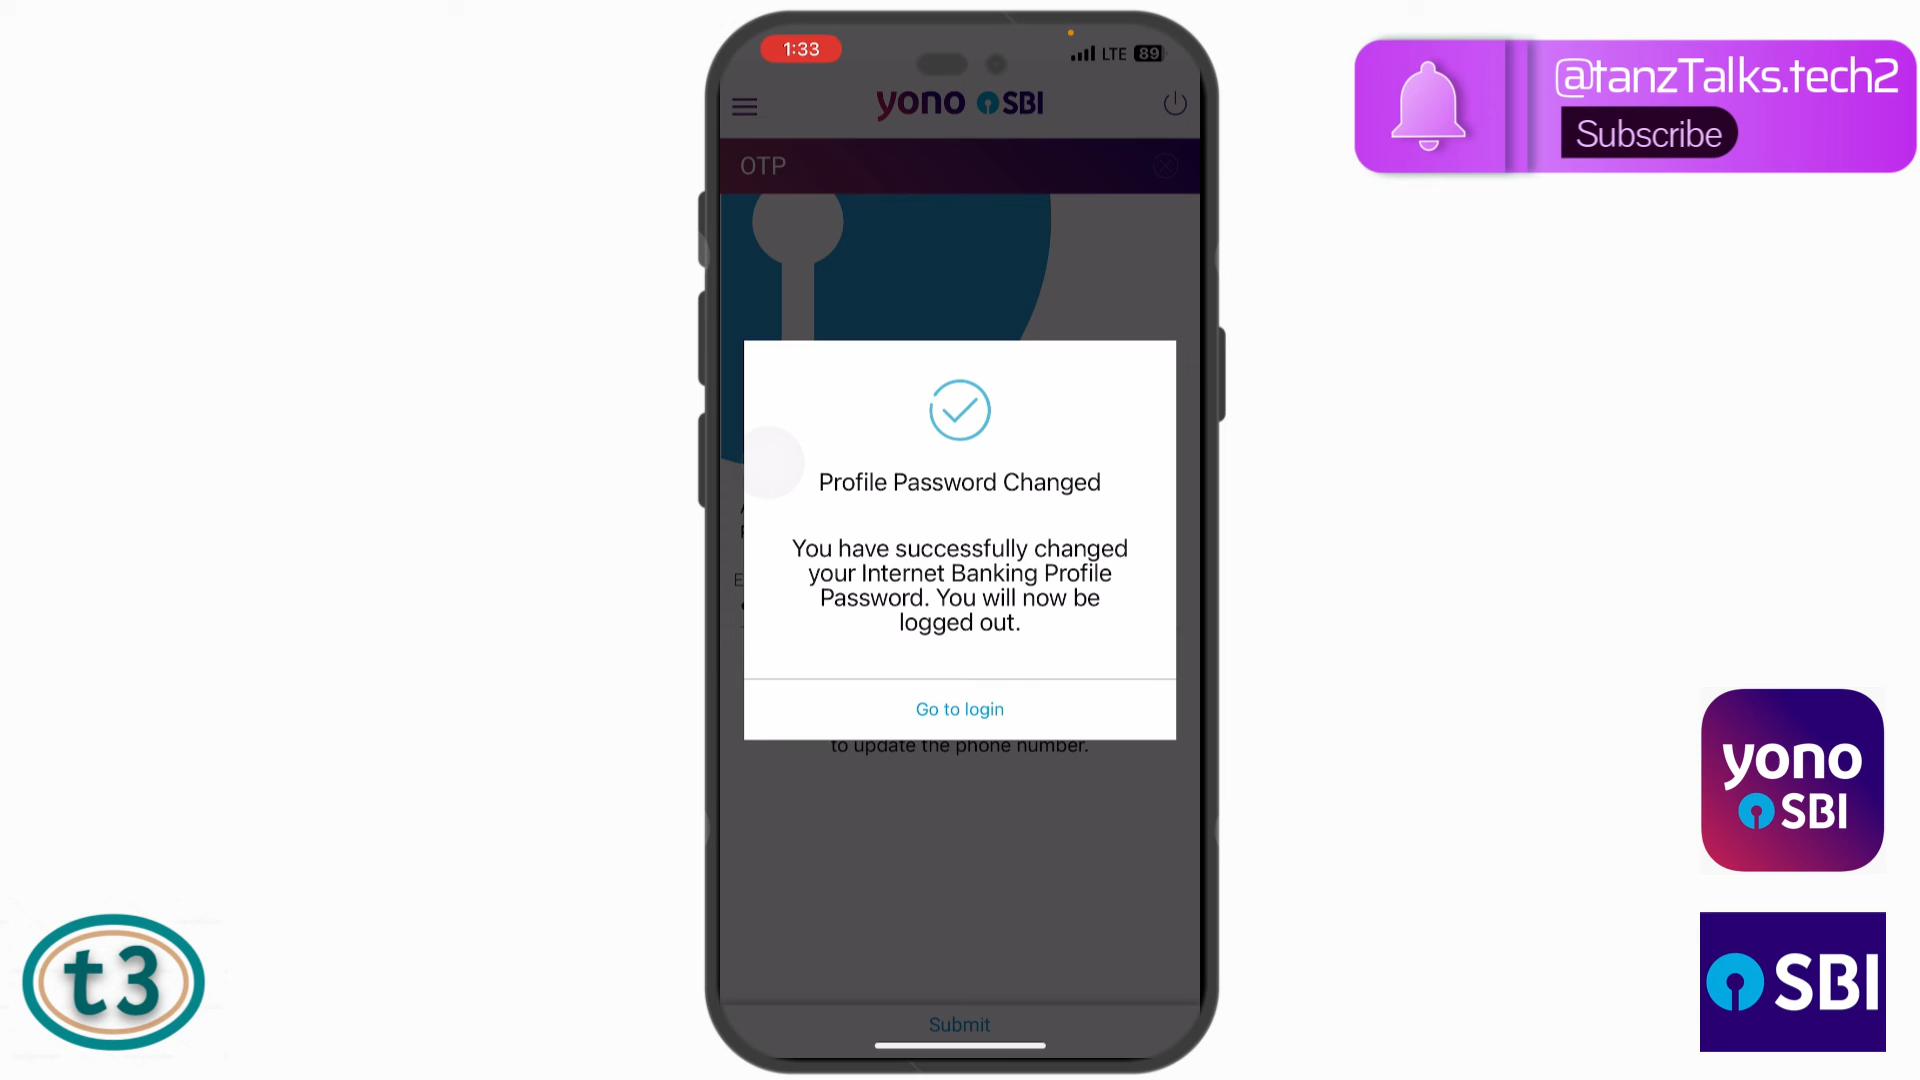 1:33
LTE 89
yono SBI
@tanzTalks.tech2
Subscribe
OTP
Profile Password Changed
You have successfully changed
your Internet Banking Profile
Password. You will now be
logged out.
Go to login
to update the phone number.
Submit
yono
SBI
SBI
t3